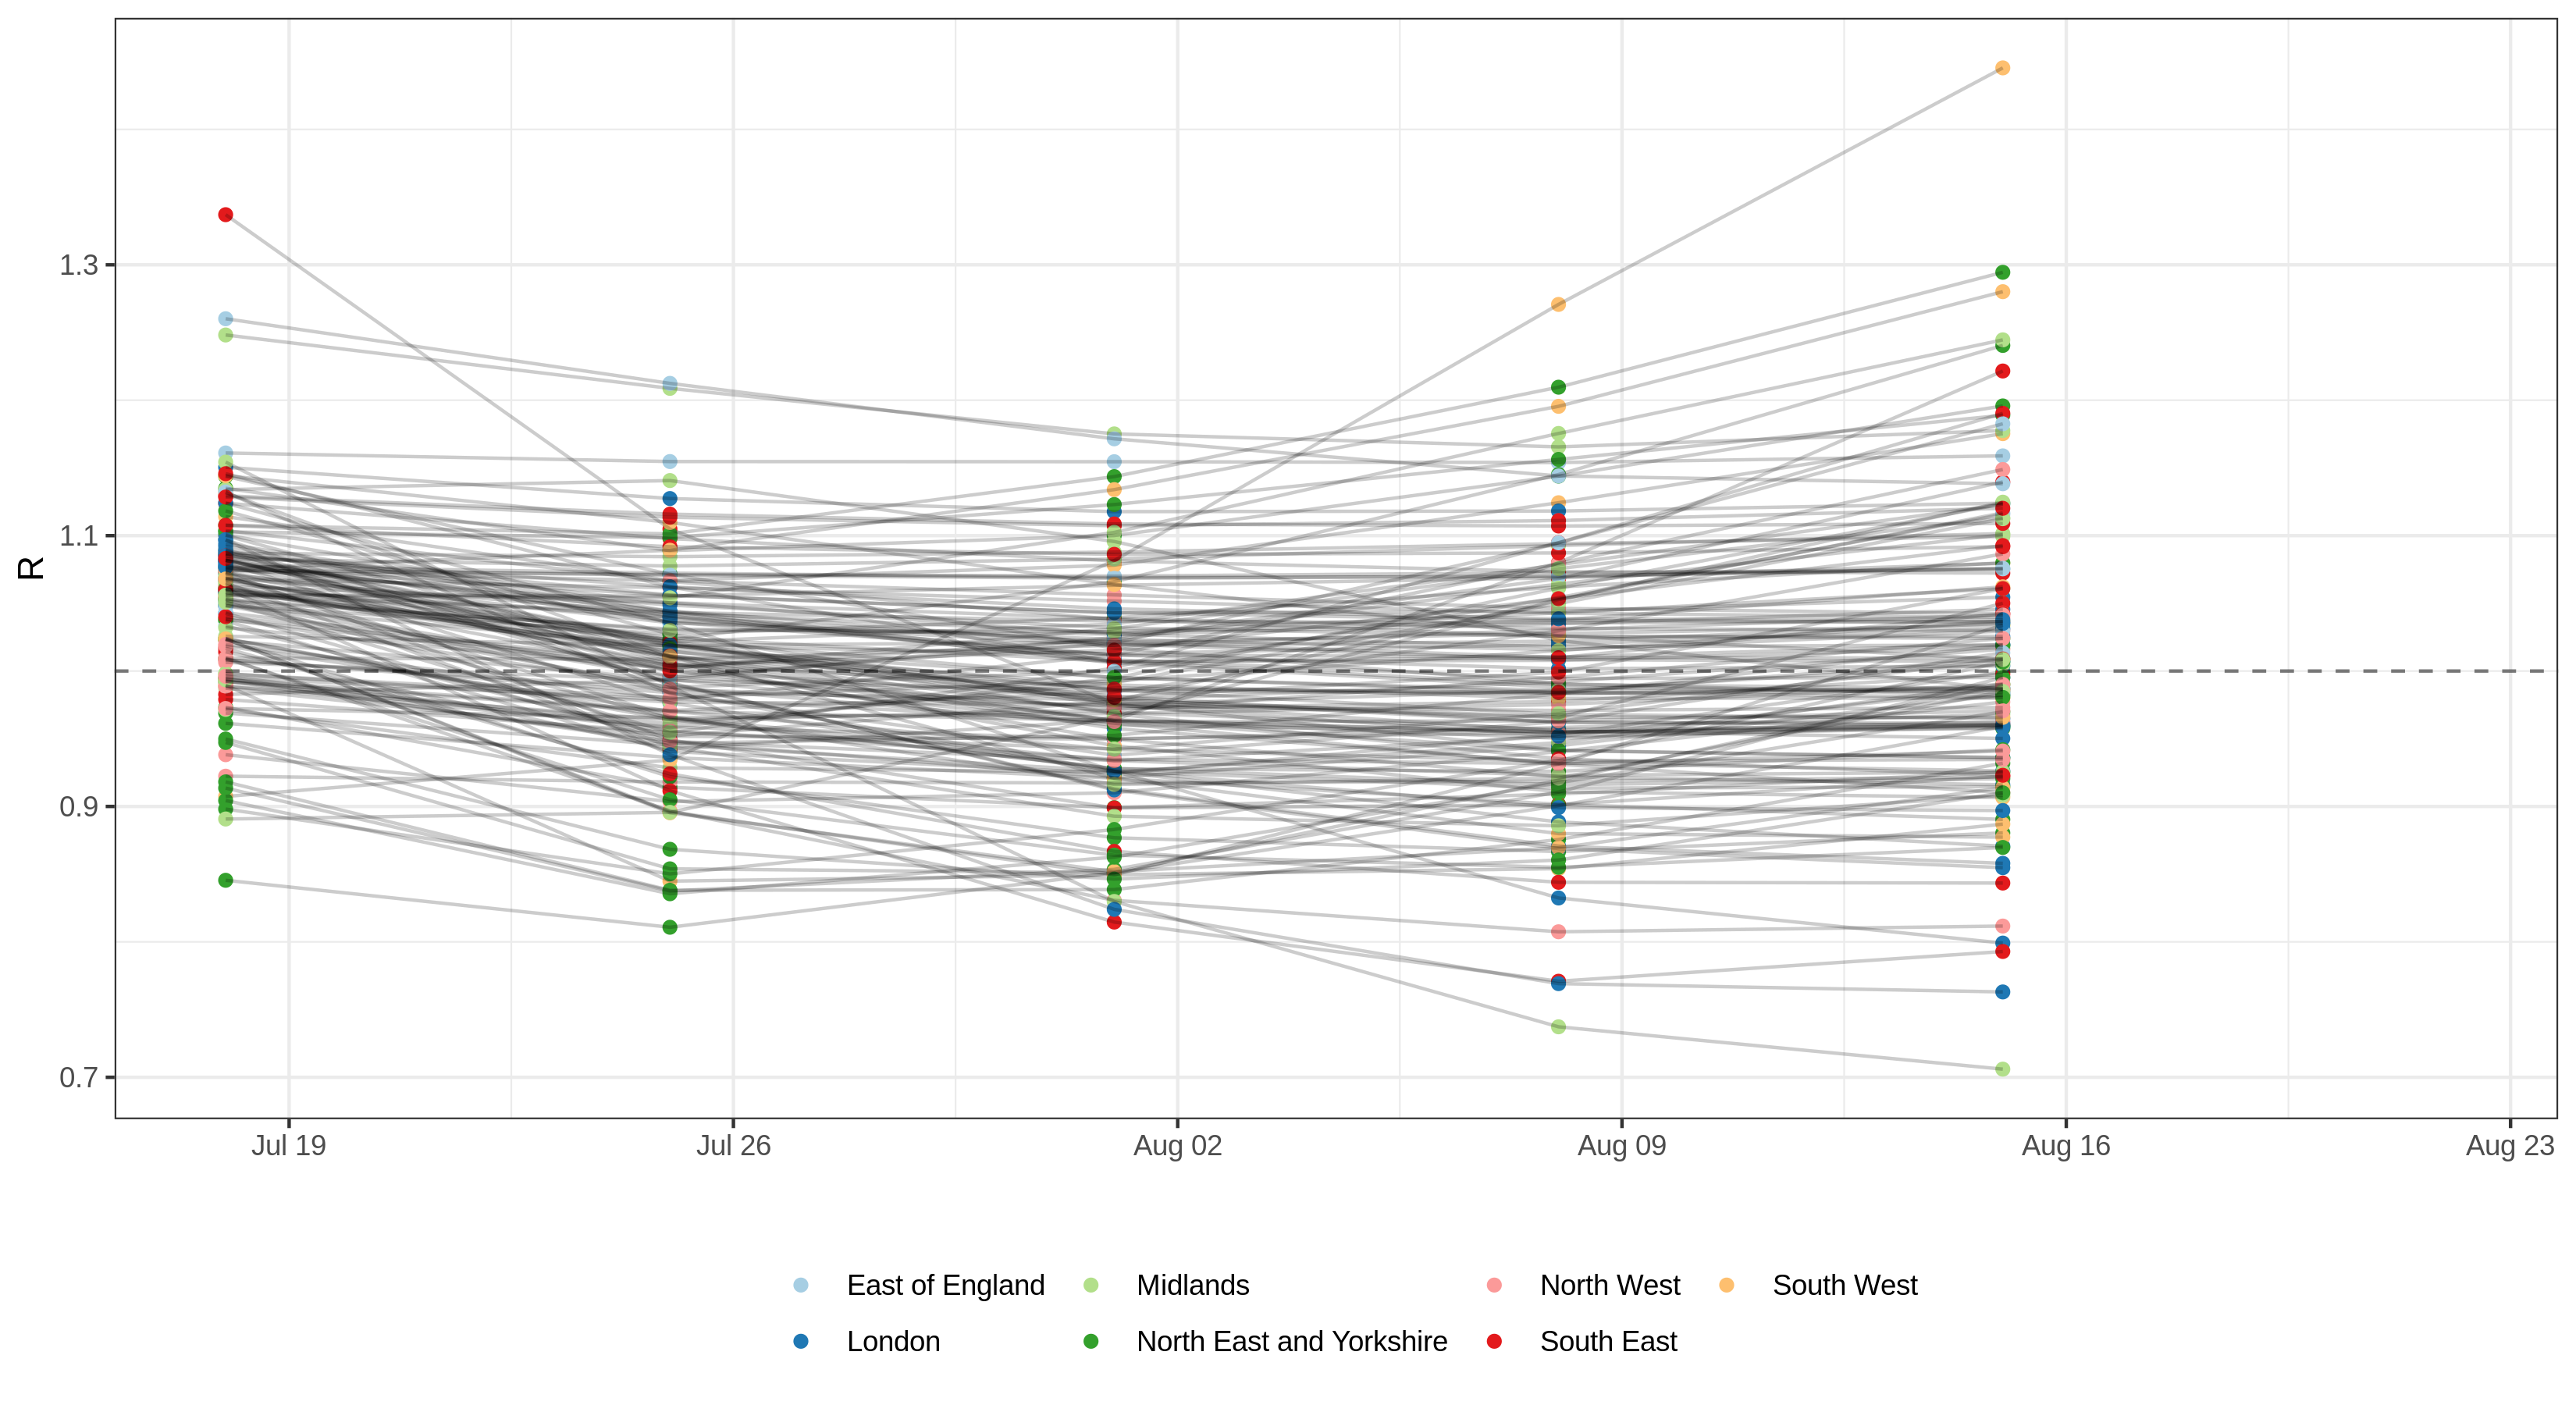 R
1.3
1.1
0.9
0.7
Jul 19 Jul 26 Aug 02 Aug 09 Aug 16 Aug 23
East of England Midlands North West South West
London North East and Yorkshire South East